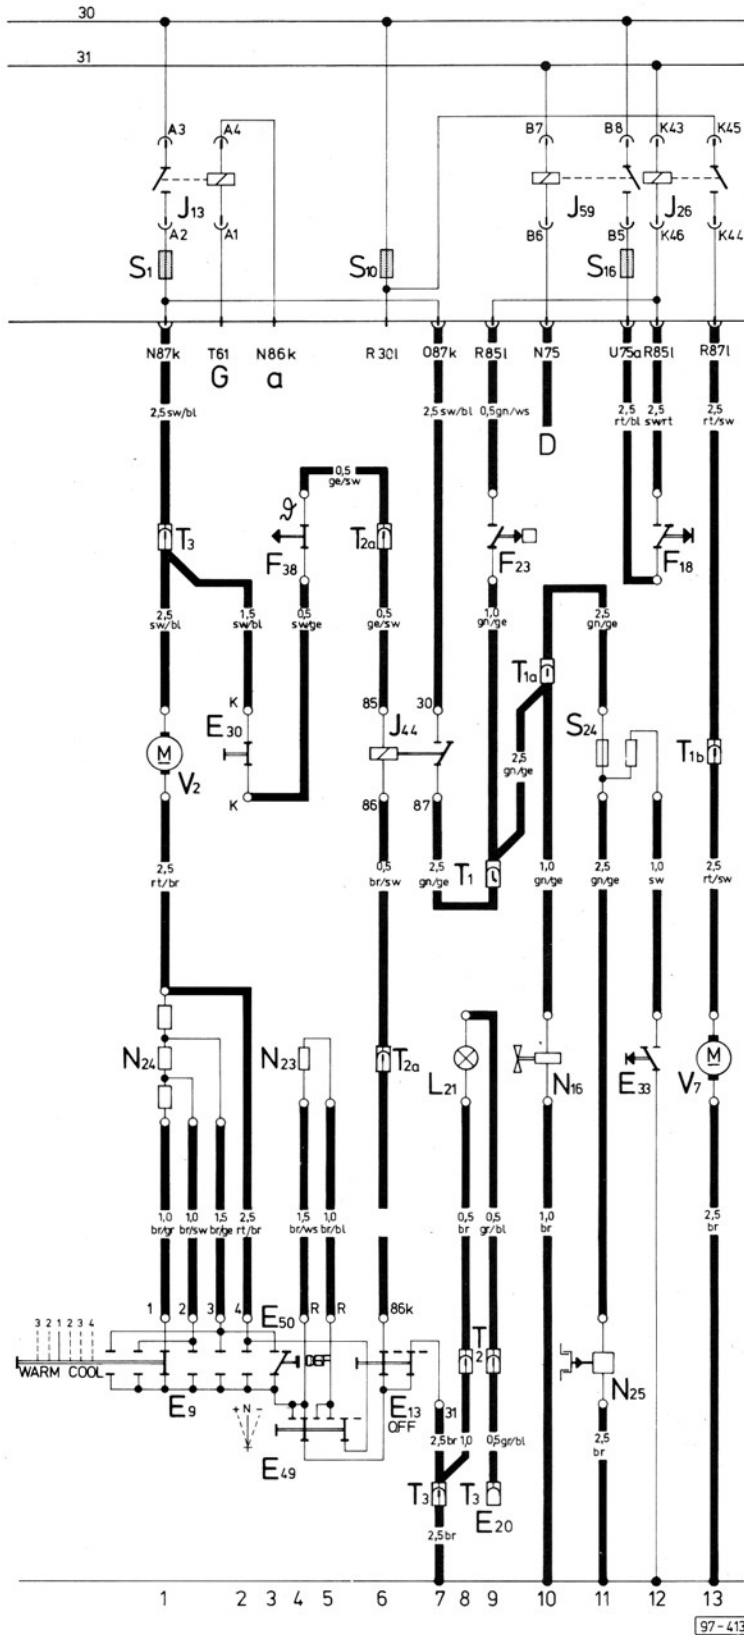 30
31
A3 A4 B7 B8 K43 K45
J13 J59 J26
A2 A1 B6 B5 K46 K44
S1 S10 S16
N87k T61 N86k R30l O87k R85l N75 U75a R85l R87l
G a D
2,5 sw/bl 2,5 sw/bl 0,5 gn/ws 2,5 rt/bl 2,5 sw/rt 2,5 rt/sw
0,5 ge/sw
T3 ϑ T2a
F38 F23 F18
2,5 sw/bl 1,5 sw/bl 0,5 sw/ge 0,5 ge/sw 1,0 gn/ge 2,5 gn/ge
T1a
K 85 30
E30 J44 S24 T1b
V2 M 2,5 gn/ge
K 86 87
2,5 rt/br 0,5 br/sw 2,5 gn/ge T1 1,0 gn/ge 2,5 gn/ge 1,0 sw 2,5 rt/sw
N24 N23 T2a L21 N16 E33 V7 M
1,0 br/gr 1,0 br/sw 1,5 br/ge 2,5 rt/br 1,5 br/ws 1,0 br/bl 0,5 br 0,5 gr/bl 1,0 br 2,5 br
1 2 3 4 E50 R R 86k
3 2 1 2 3 4
WARM COOL DEF T2
E9 E13 N25
OFF
+ N - 31
E49 2,5 br 1,0 0,5 gr/bl 2,5 br
T3 T3
E20
2,5 br
1 2 3 4 5 6 7 8 9 10 11 12 13
97-413